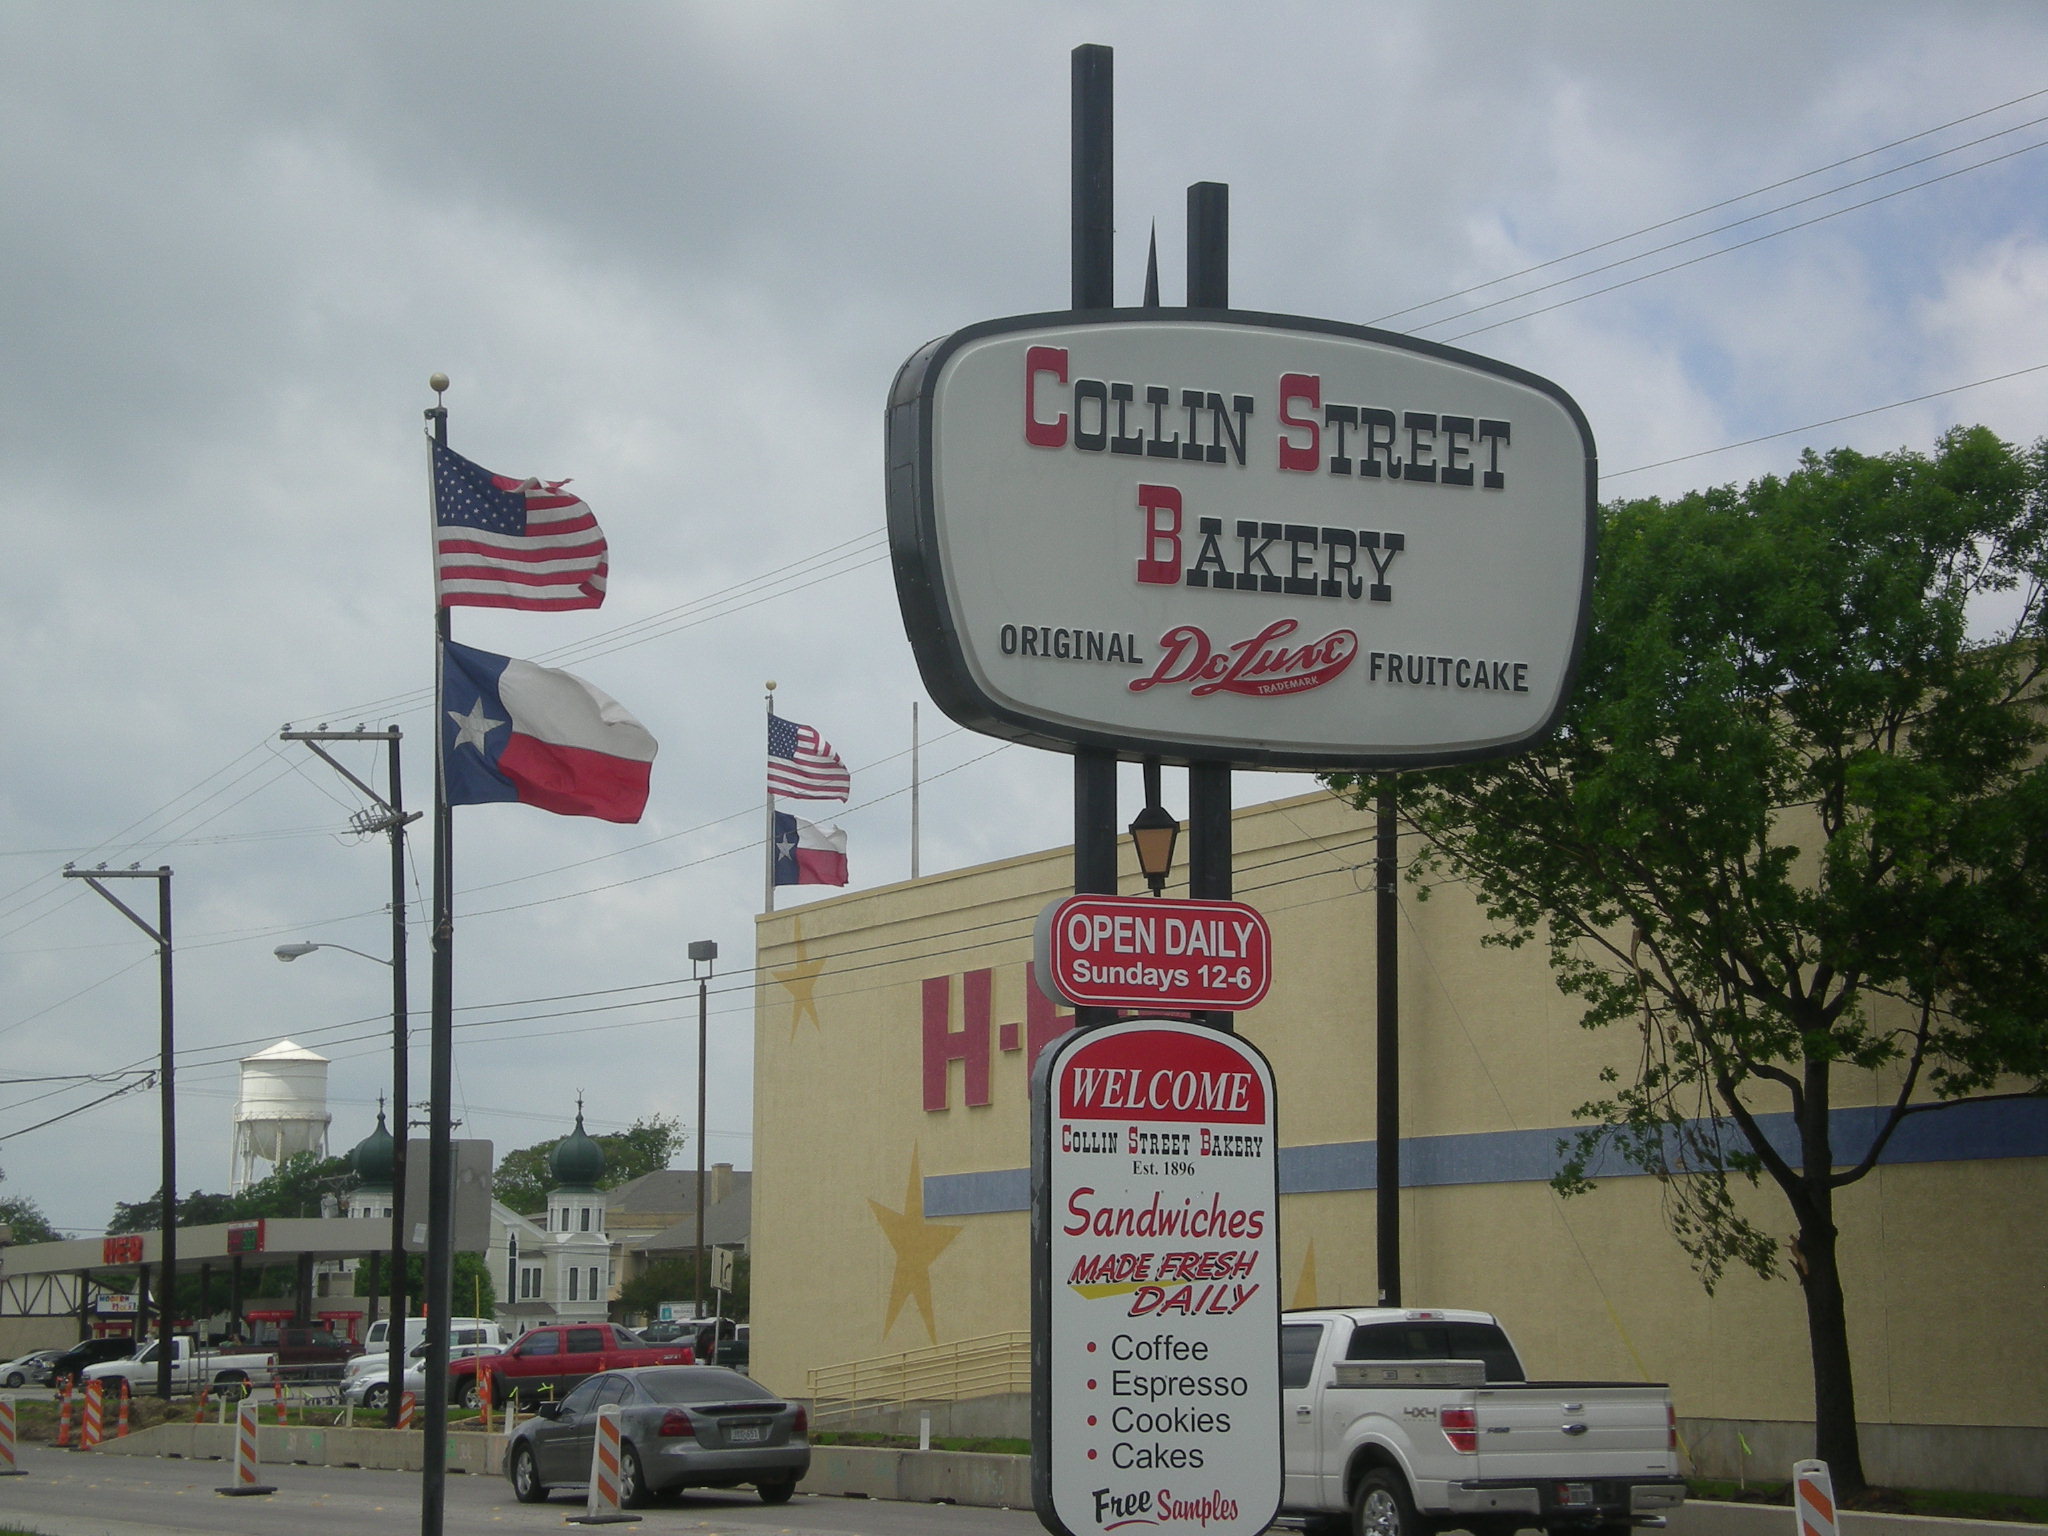 COLLIN STREET
BAKERY
ORIGINAL DeLuxe FRUITCAKE
TRADEMARK
OPEN DAILY
Sundays 12-6
WELCOME
COLLIN STREET BAKERY
Est. 1896
Sandwiches
MADE FRESH
DAILY
• Coffee
• Espresso
• Cookies
• Cakes
Free Samples
H-E
H-E-B
4X4